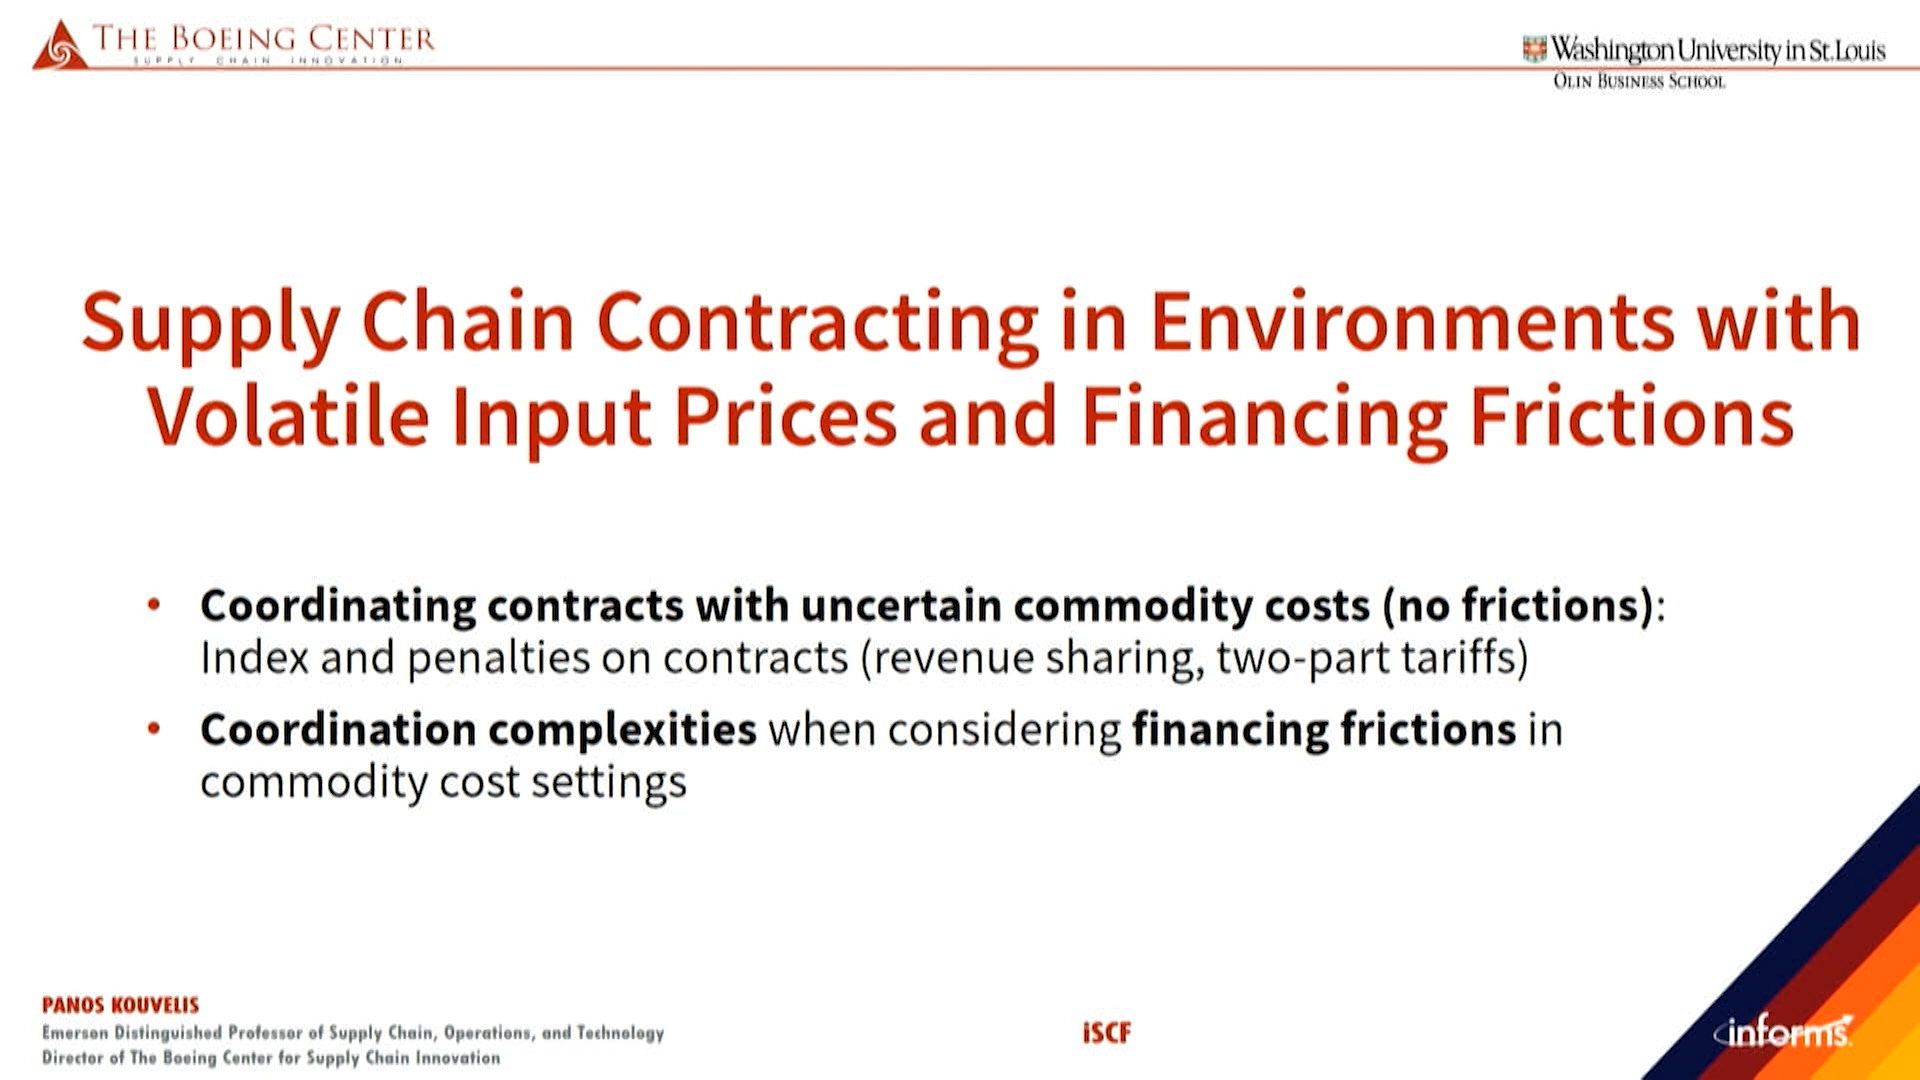 THE BOEING CENTER
SUPPLY CHAIN INNOVATION
Washington University in St.Louis
OLIN BUSINESS SCHOOL
Supply Chain Contracting in Environments with
Volatile Input Prices and Financing Frictions
• Coordinating contracts with uncertain commodity costs (no frictions):
Index and penalties on contracts (revenue sharing, two-part tariffs)
• Coordination complexities when considering financing frictions in
commodity cost settings
PANOS KOUVELIS
Emerson Distinguished Professor of Supply Chain, Operations, and Technology
Director of The Boeing Center for Supply Chain Innovation
iSCF
informs